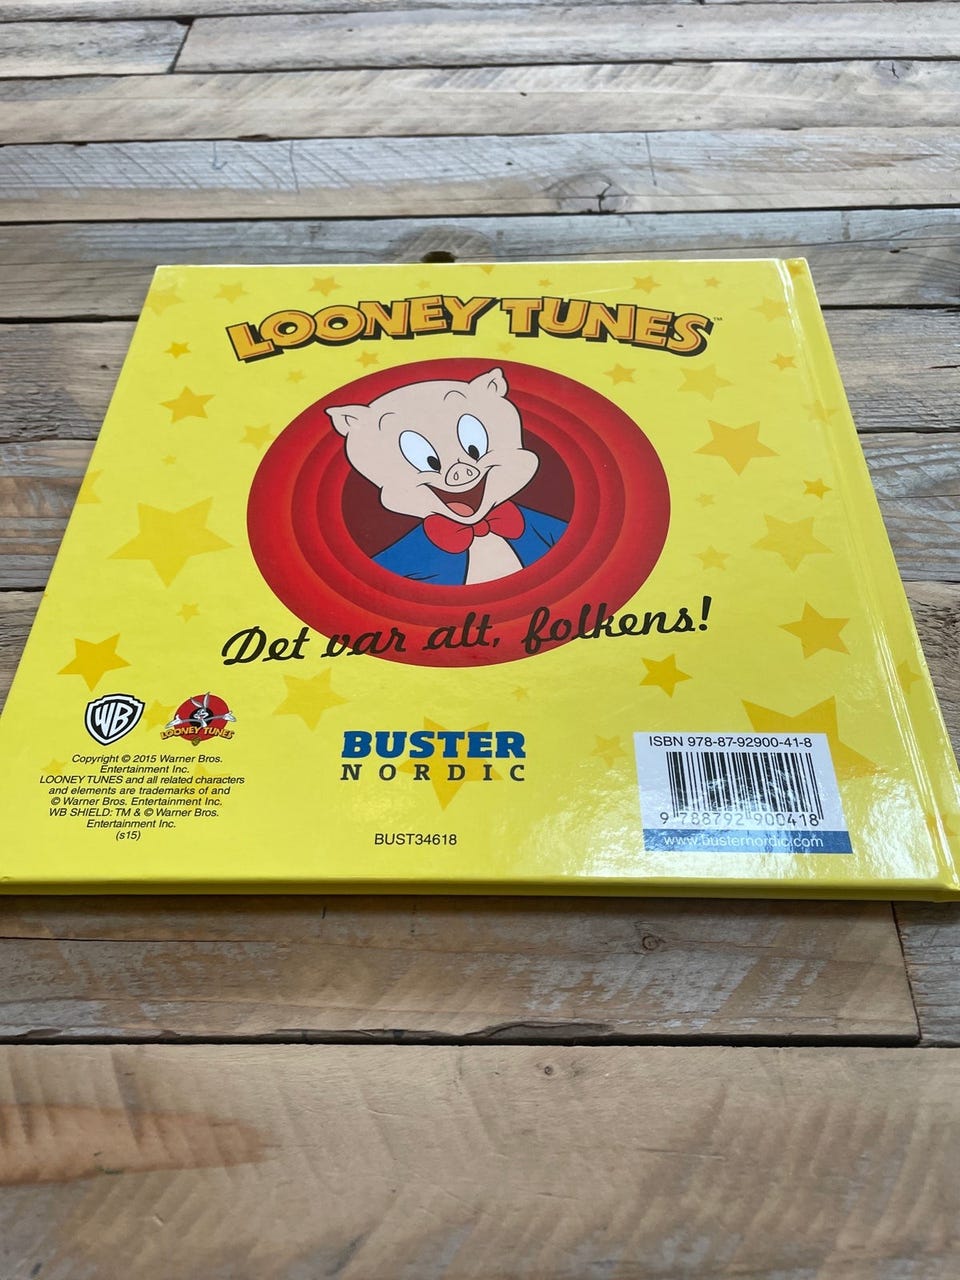 LOONEY TUNES™
Det var alt, folkens!
WB
LOONEY TUNES
Copyright © 2015 Warner Bros.
Entertainment Inc.
LOONEY TUNES and all related characters
and elements are trademarks of and
© Warner Bros. Entertainment Inc.
WB SHIELD: TM & © Warner Bros.
Entertainment Inc.
(s15)
BUSTER
NORDIC
BUST34618
ISBN 978-87-92900-41-8
9 788792 900418
www.busternordic.com